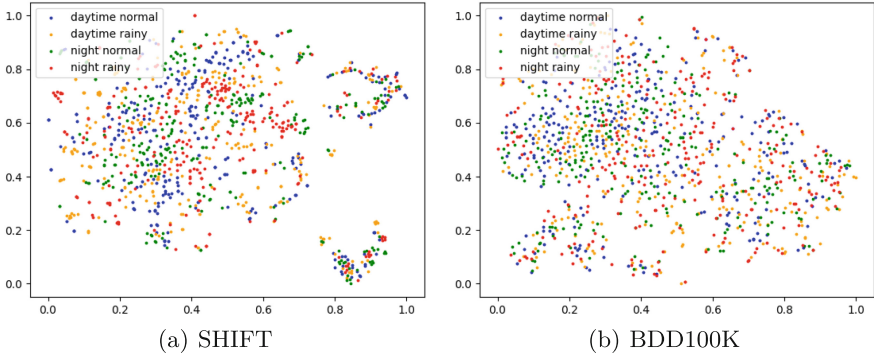 daytime normal
daytime rainy
night normal
night rainy
1.0
0.8
0.6
0.4
0.2
0.0
0.0 0.2 0.4 0.6 0.8 1.0
(a) SHIFT
daytime normal
daytime rainy
night normal
night rainy
1.0
0.8
0.6
0.4
0.2
0.0
0.0 0.2 0.4 0.6 0.8 1.0
(b) BDD100K